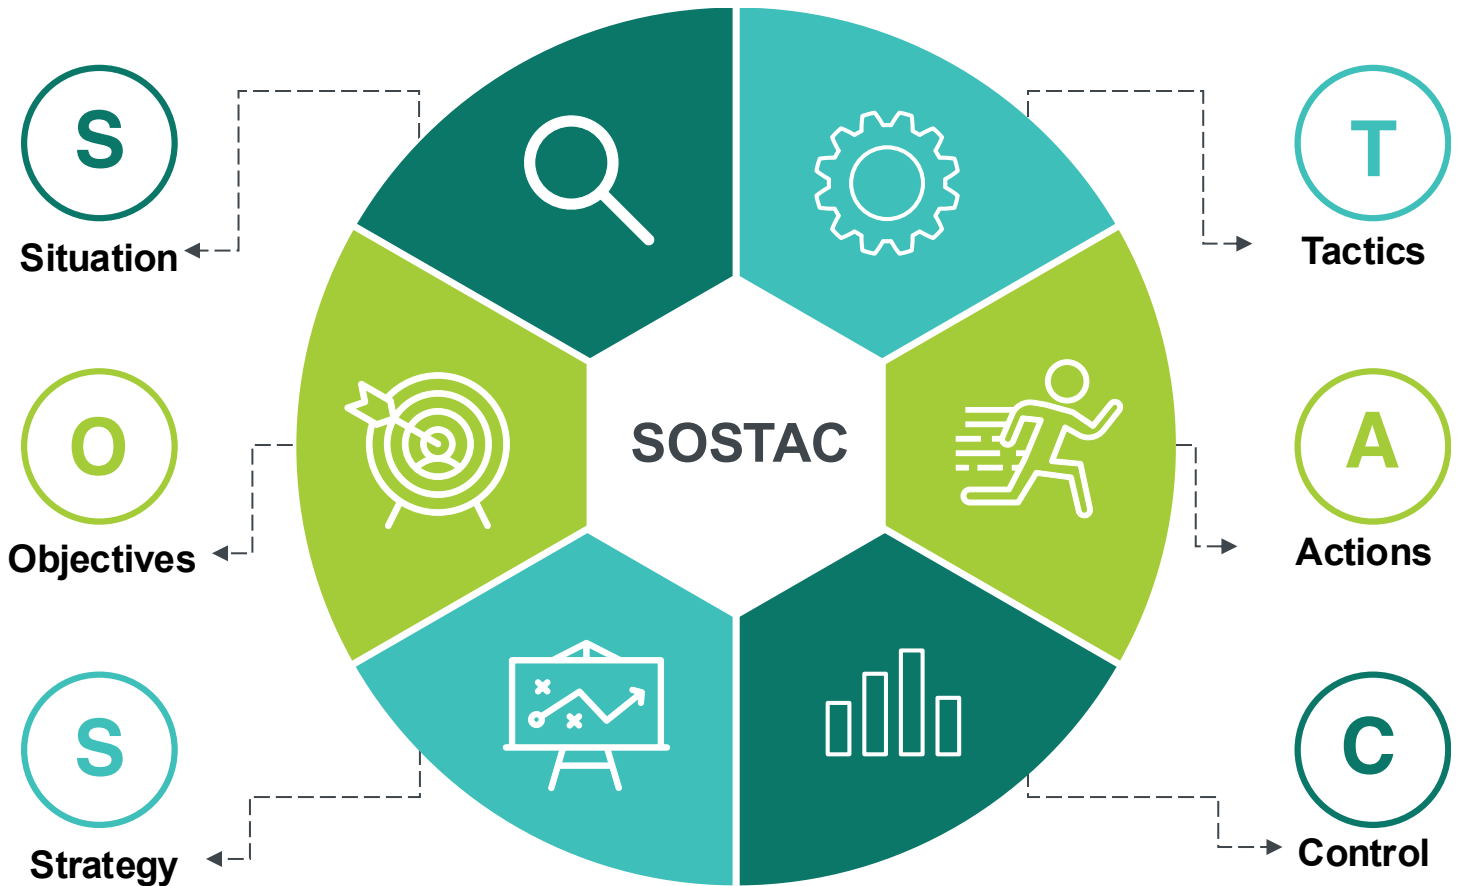 S
Situation
O
Objectives
S
Strategy
SOSTAC
T
Tactics
A
Actions
C
Control